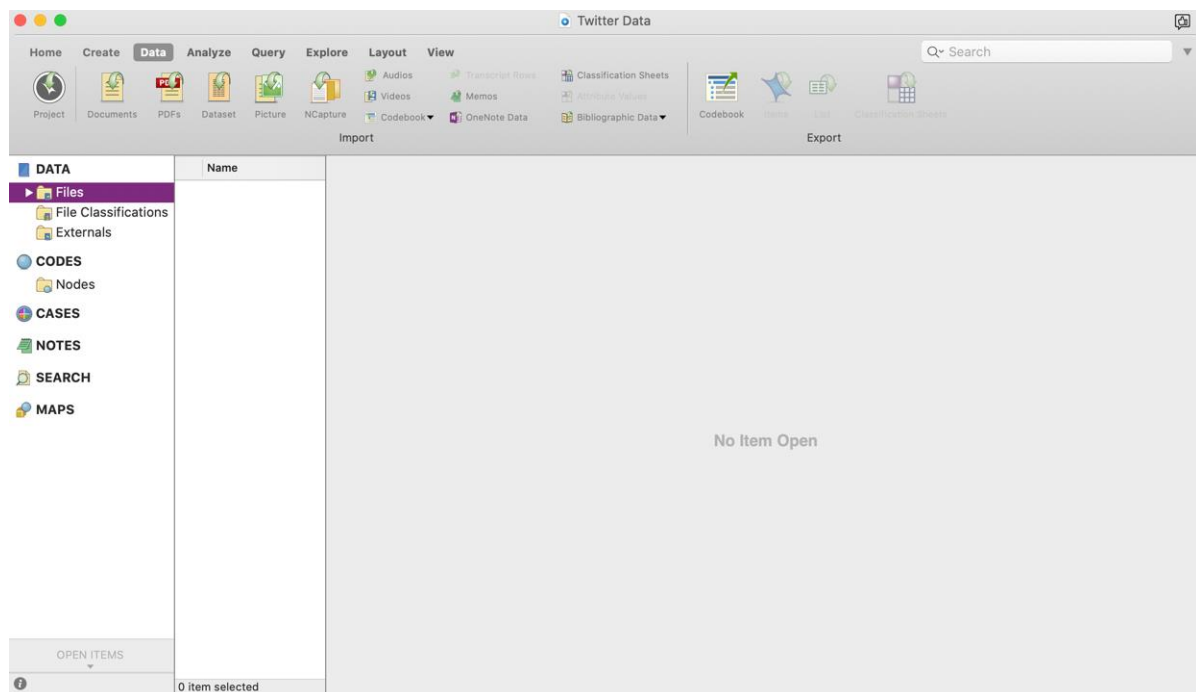 Twitter Data
Home Create Data Analyze Query Explore Layout View
Search
Audios Transcript Rows Classification Sheets
Videos Memos Attribute Values
Codebook OneNote Data Bibliographic Data
Project Documents PDFs Dataset Picture NCapture
Codebook Items List Classification Sheets
Import Export
DATA
Files
File Classifications
Externals
CODES
Nodes
CASES
NOTES
SEARCH
MAPS
OPEN ITEMS
Name
0 item selected
No Item Open